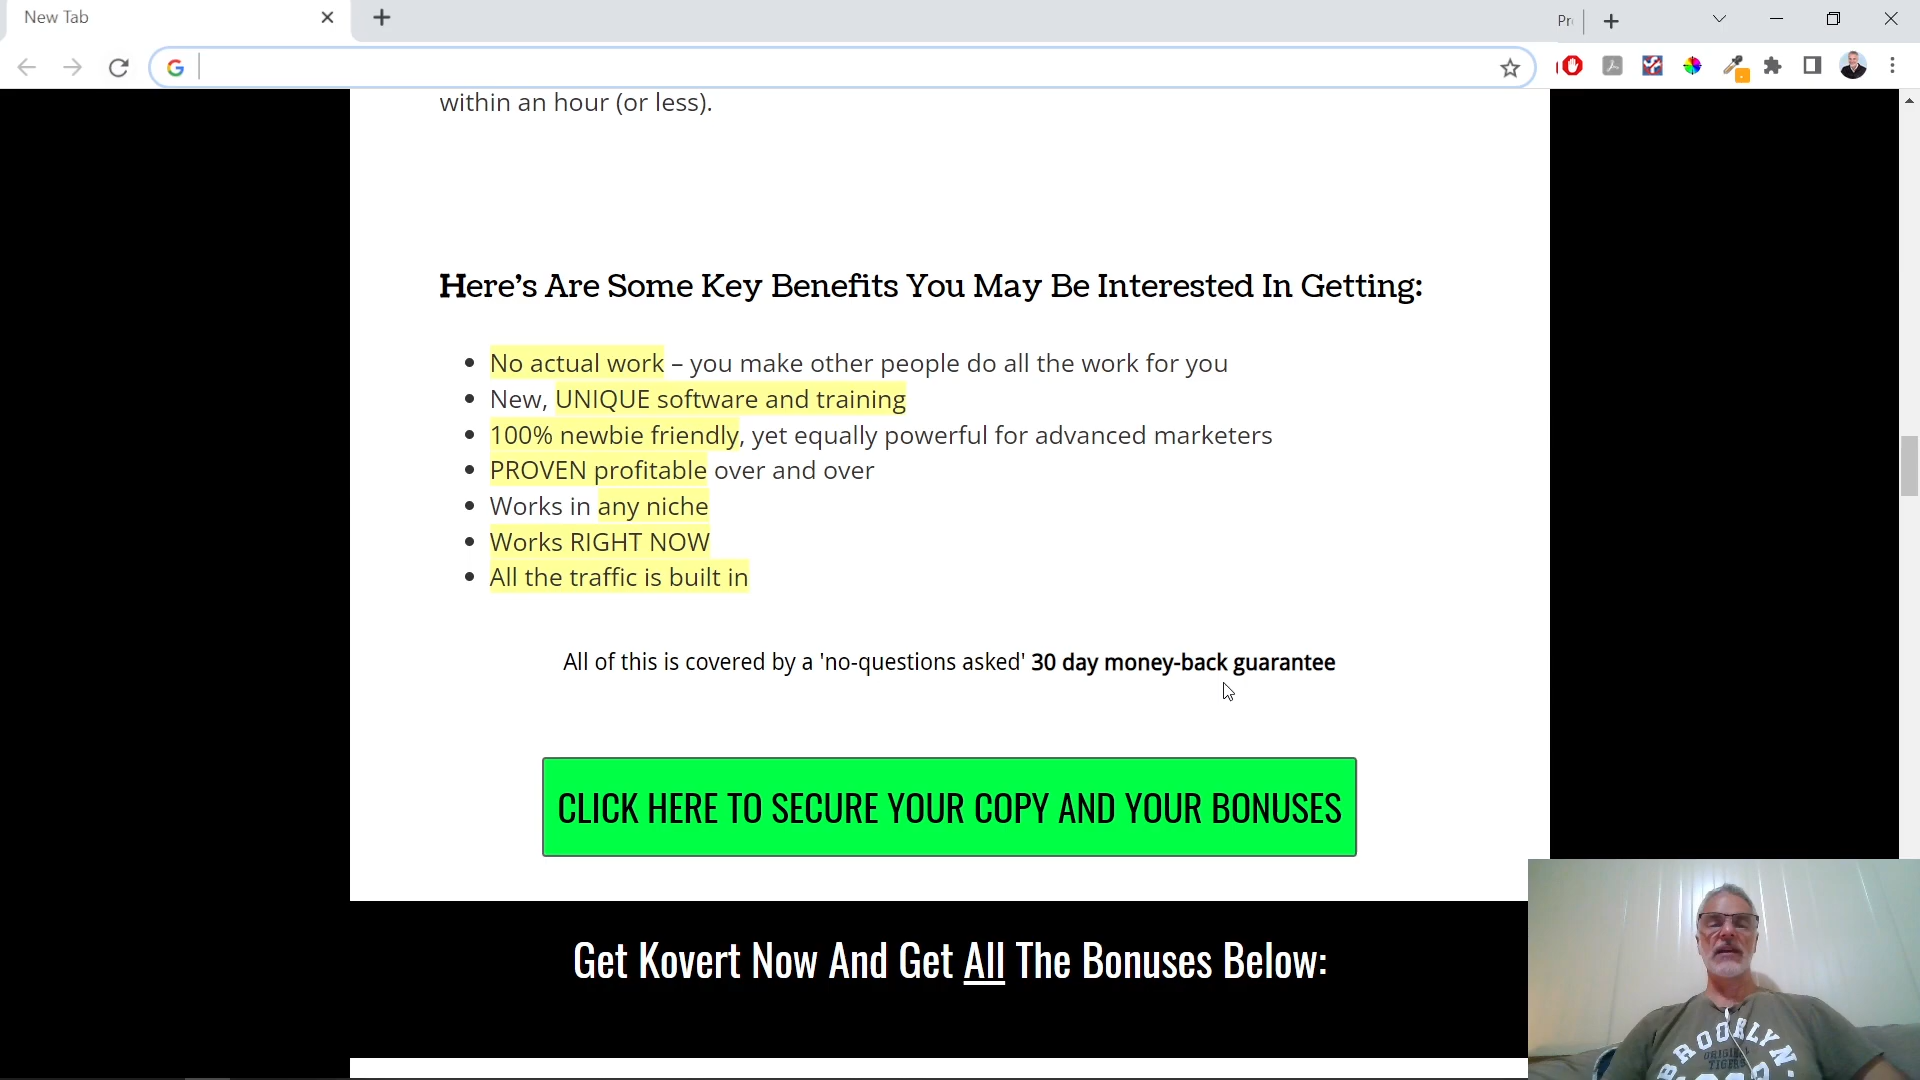 New Tab
Pr
within an hour (or less).
Here's Are Some Key Benefits You May Be Interested In Getting:
No actual work – you make other people do all the work for you
New, UNIQUE software and training
100% newbie friendly, yet equally powerful for advanced marketers
PROVEN profitable over and over
Works in any niche
Works RIGHT NOW
All the traffic is built in
All of this is covered by a 'no-questions asked' 30 day money-back guarantee
CLICK HERE TO SECURE YOUR COPY AND YOUR BONUSES
Get Kovert Now And Get All The Bonuses Below:
BROOKLYN
ORIGINAL
TIGERS